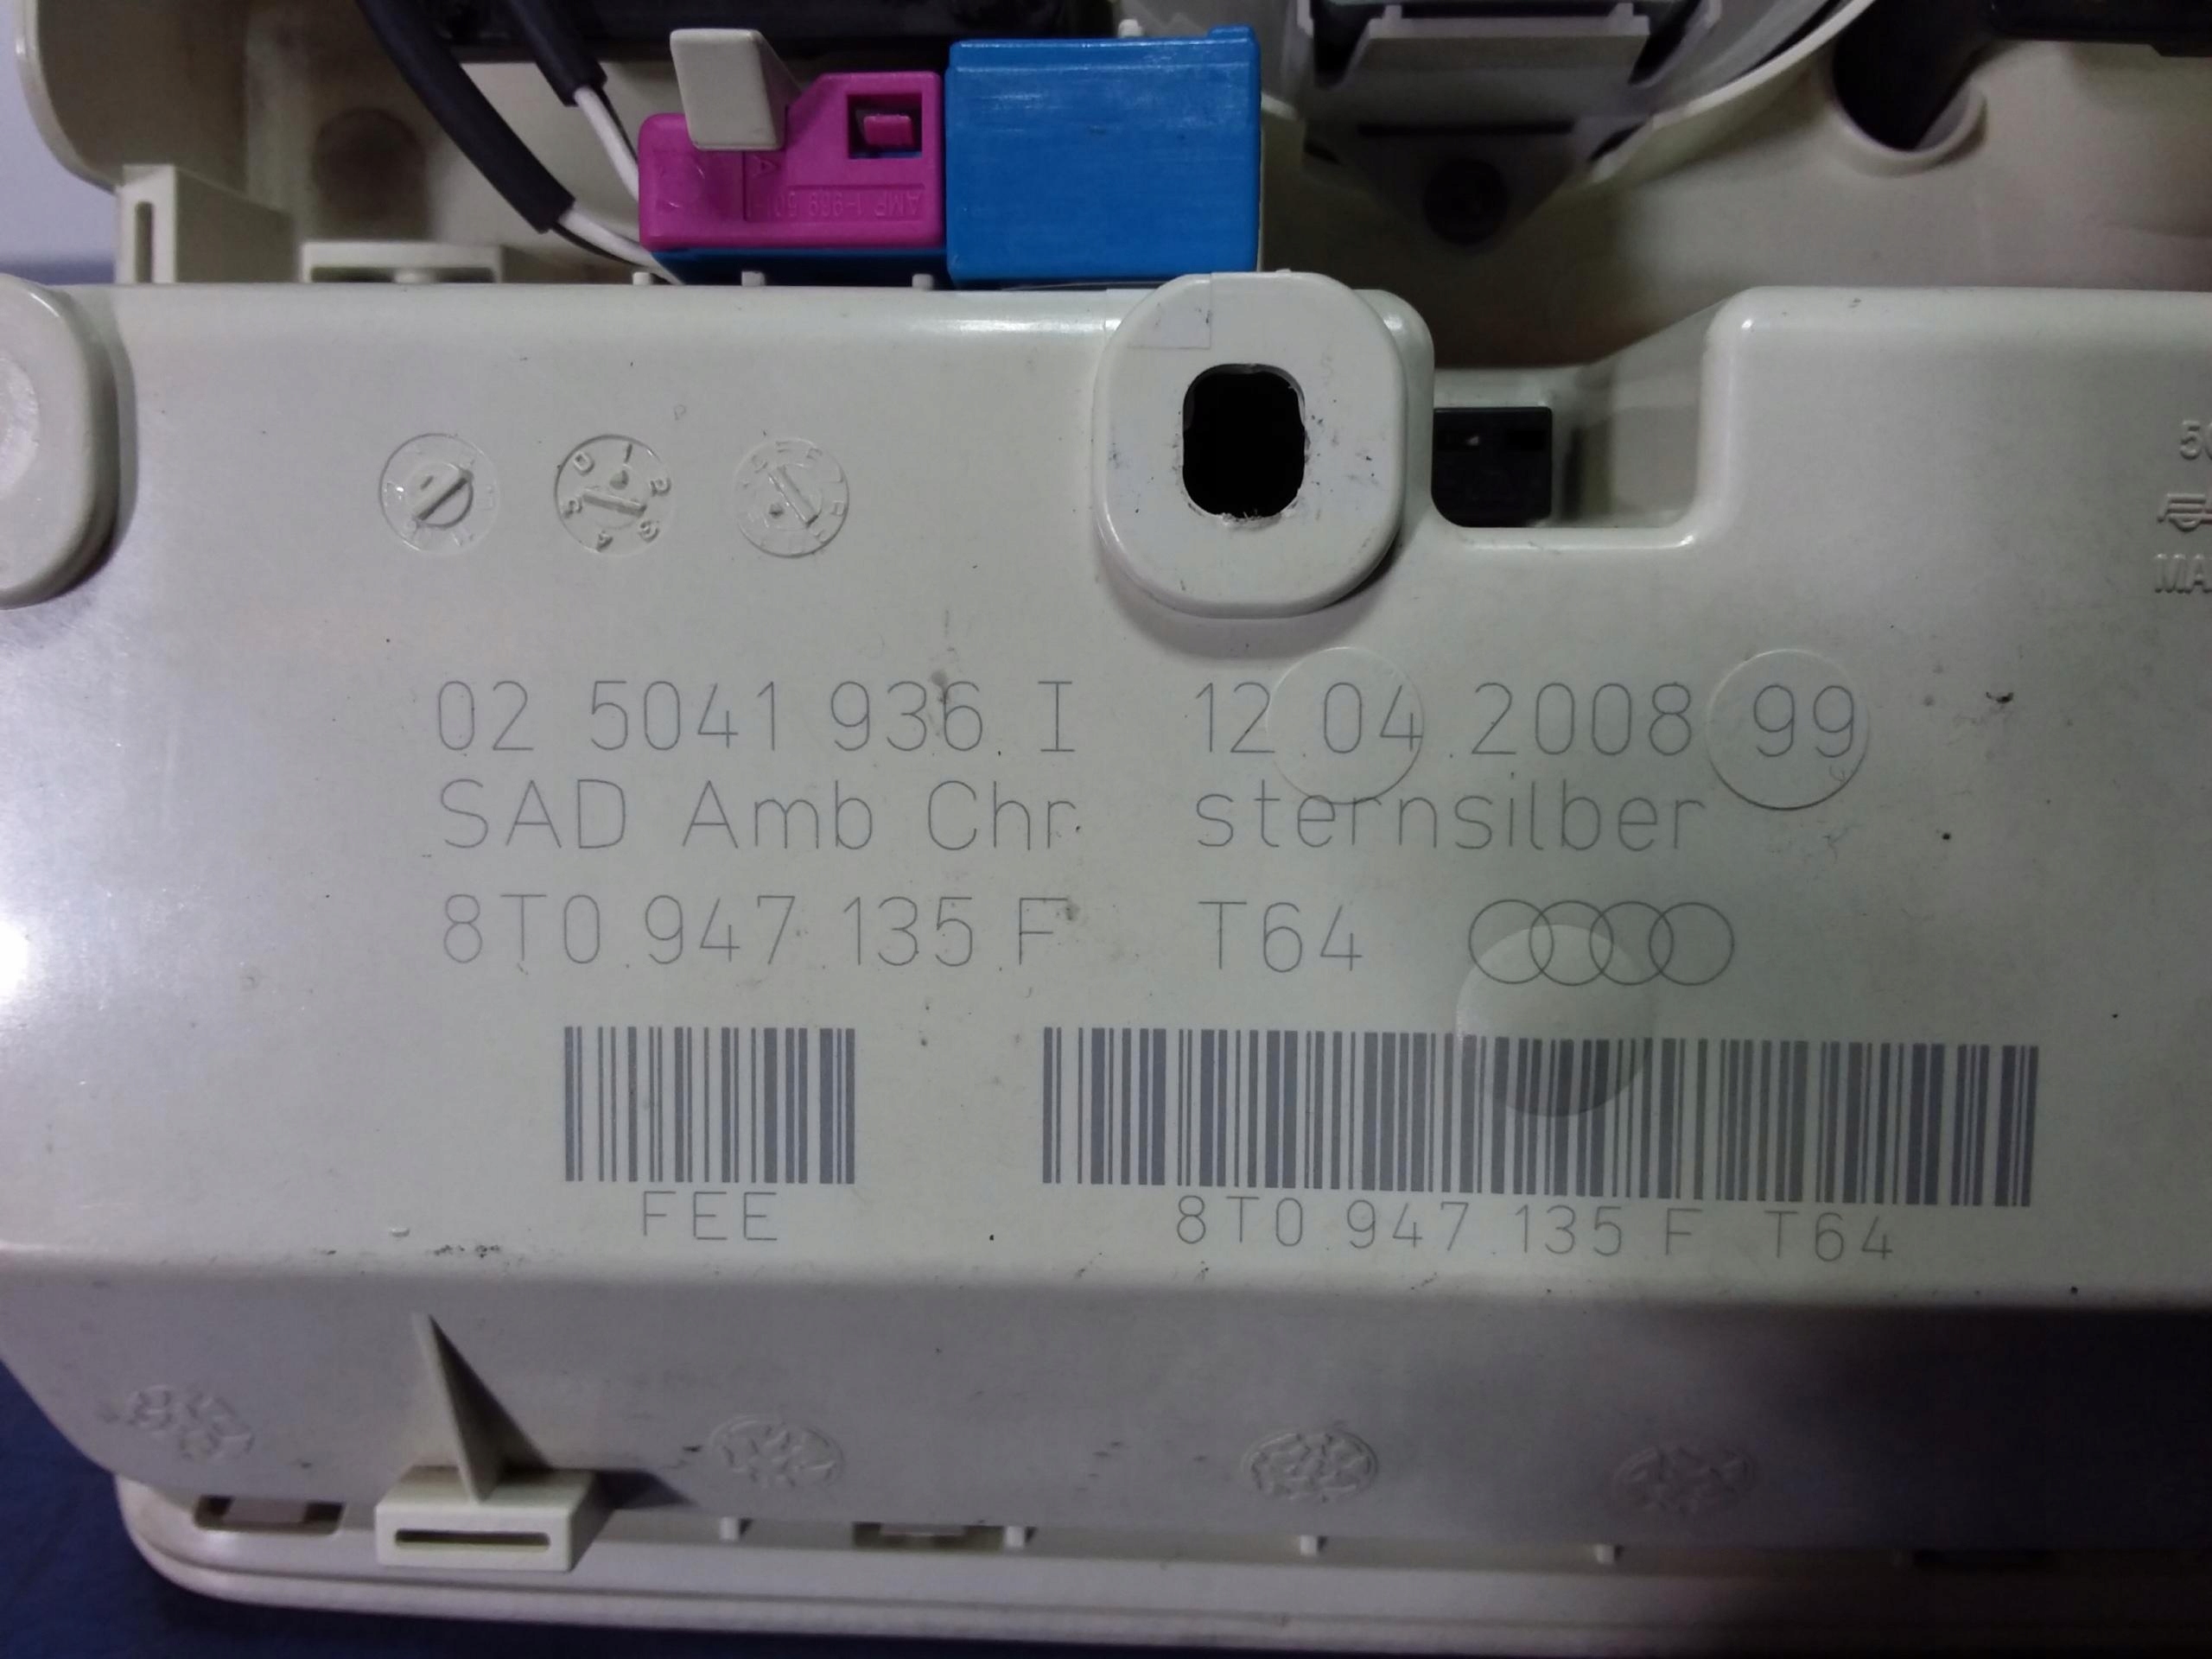 02 5041 936 I 12.04.2008 99
SAD Amb Chr sternsilber
8T0.947.135.F T64
FEE
8T0.947.135.F T64